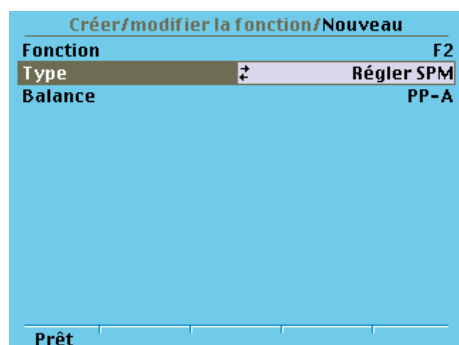 Créer/modifier la fonction/Nouveau
Fonction F2
Type Régler SPM
Balance PP-A
Prêt